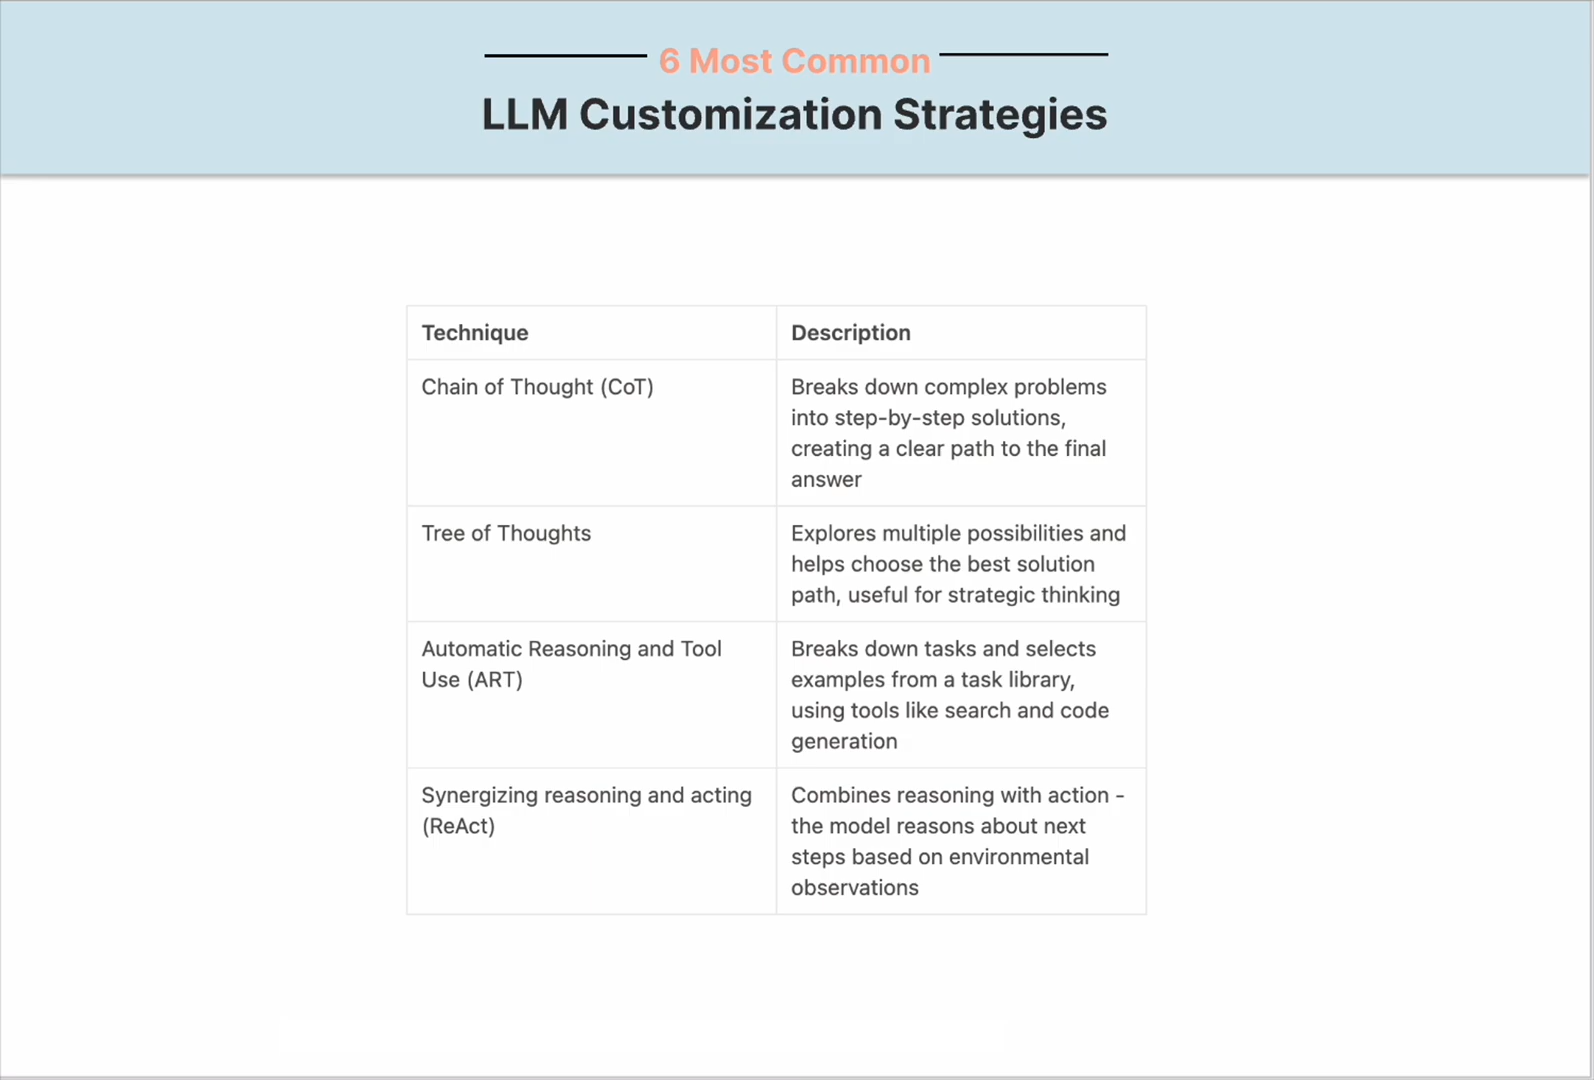 6 Most Common
LLM Customization Strategies
Technique
Description
Chain of Thought (CoT)
Breaks down complex problems
into step-by-step solutions,
creating a clear path to the final
answer
Tree of Thoughts
Explores multiple possibilities and
helps choose the best solution
path, useful for strategic thinking
Automatic Reasoning and Tool
Use (ART)
Breaks down tasks and selects
examples from a task library,
using tools like search and code
generation
Synergizing reasoning and acting
(ReAct)
Combines reasoning with action -
the model reasons about next
steps based on environmental
observations